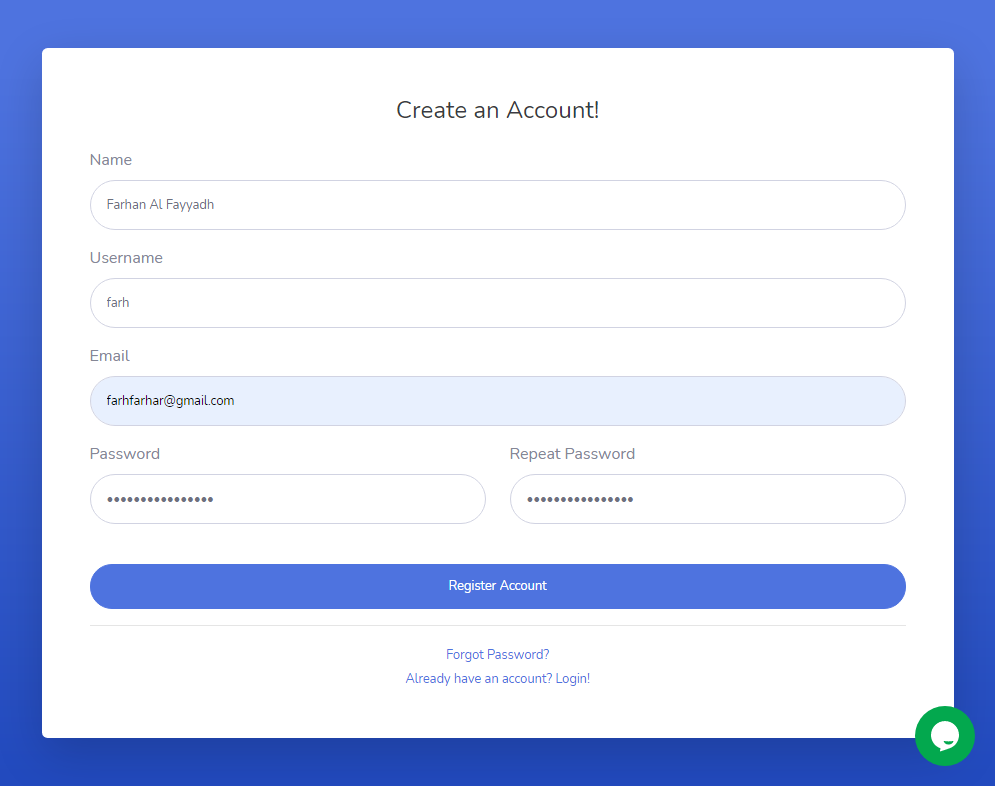 Create an Account!
Name
Farhan Al Fayyadh
Username
farh
Email
farhfarhar@gmail.com
Password Repeat Password
•••••••••••••••• ••••••••••••••••
Register Account
Forgot Password?
Already have an account? Login!